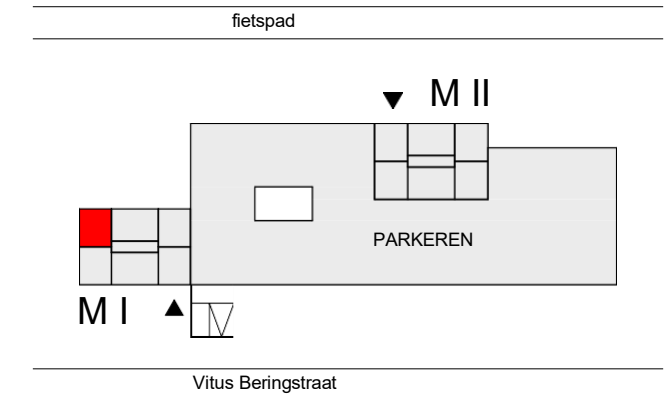 fietspad
M II
PARKEREN
M I
Vitus Beringstraat